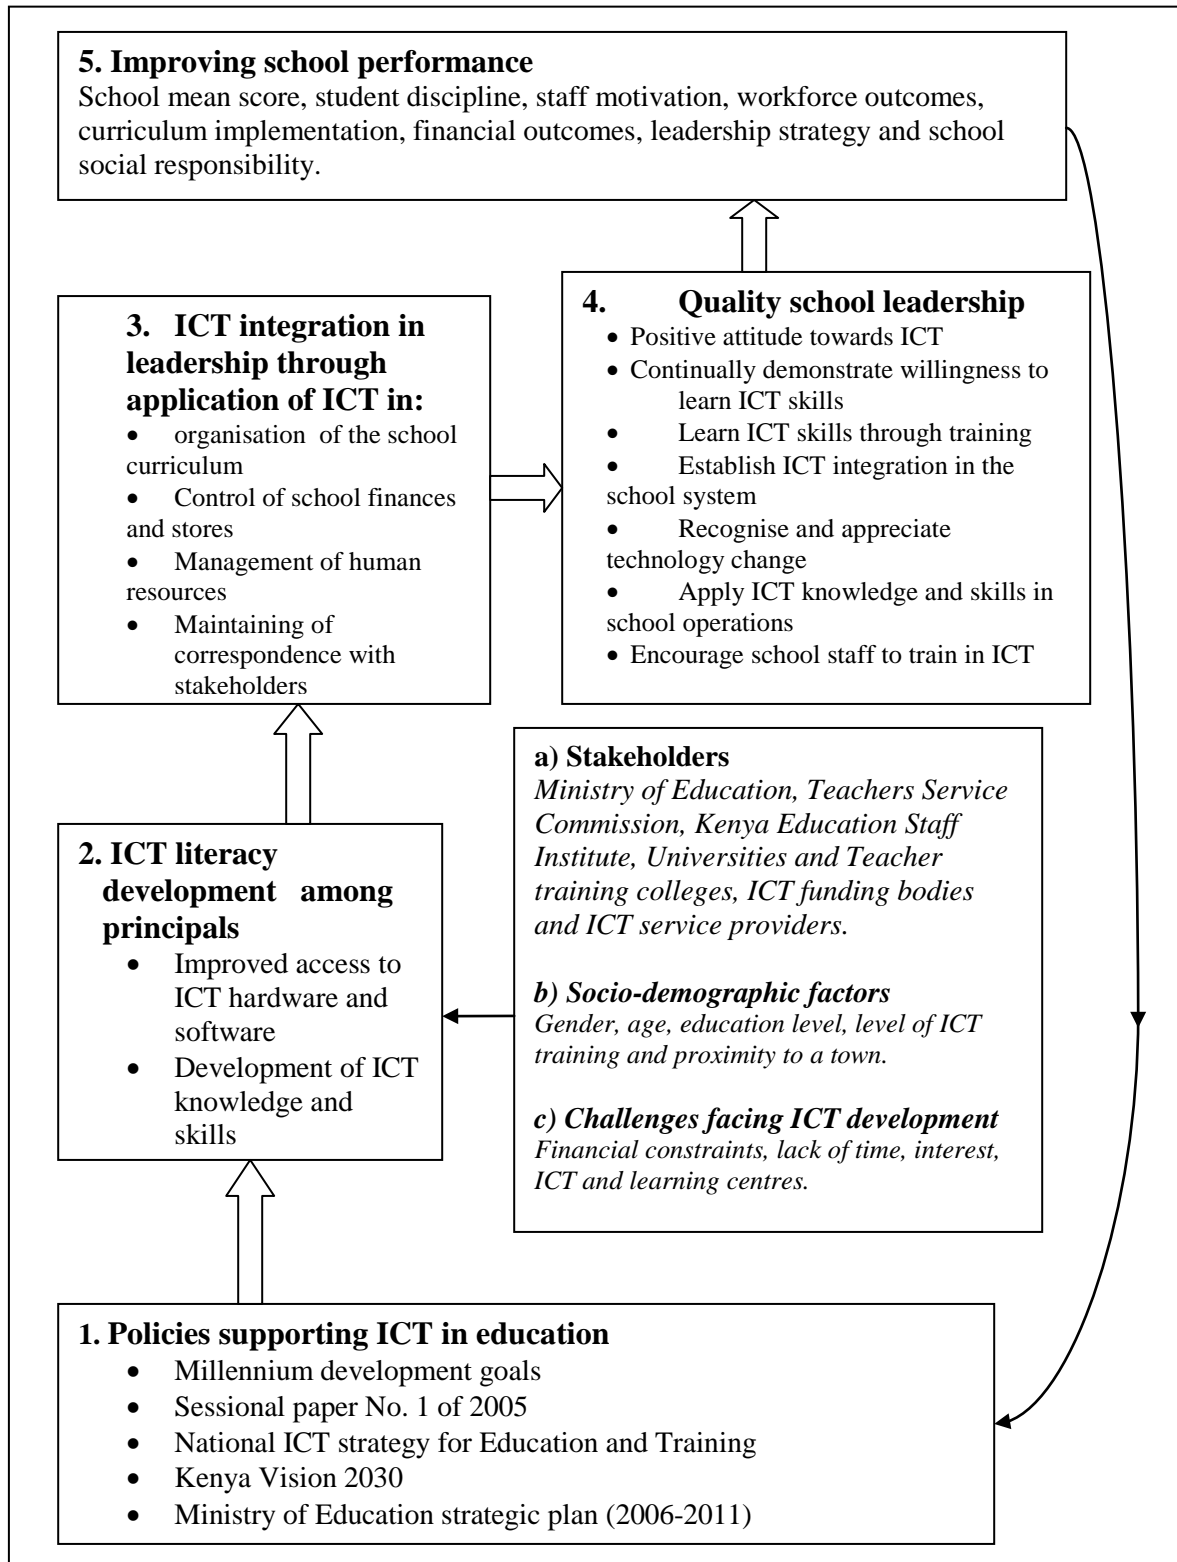 5. Improving school performance
School mean score, student discipline, staff motivation, workforce outcomes,
curriculum implementation, financial outcomes, leadership strategy and school
social responsibility.
3. ICT integration in
leadership through
application of ICT in:
• organisation of the school
curriculum
• Control of school finances
and stores
• Management of human
resources
• Maintaining of
correspondence with
stakeholders
4. Quality school leadership
• Positive attitude towards ICT
• Continually demonstrate willingness to
learn ICT skills
• Learn ICT skills through training
• Establish ICT integration in the
school system
• Recognise and appreciate
technology change
• Apply ICT knowledge and skills in
school operations
• Encourage school staff to train in ICT
2. ICT literacy
development among
principals
• Improved access to
ICT hardware and
software
• Development of ICT
knowledge and
skills
a) Stakeholders
Ministry of Education, Teachers Service
Commission, Kenya Education Staff
Institute, Universities and Teacher
training colleges, ICT funding bodies
and ICT service providers.
b) Socio-demographic factors
Gender, age, education level, level of ICT
training and proximity to a town.
c) Challenges facing ICT development
Financial constraints, lack of time, interest,
ICT and learning centres.
1. Policies supporting ICT in education
• Millennium development goals
• Sessional paper No. 1 of 2005
• National ICT strategy for Education and Training
• Kenya Vision 2030
• Ministry of Education strategic plan (2006-2011)